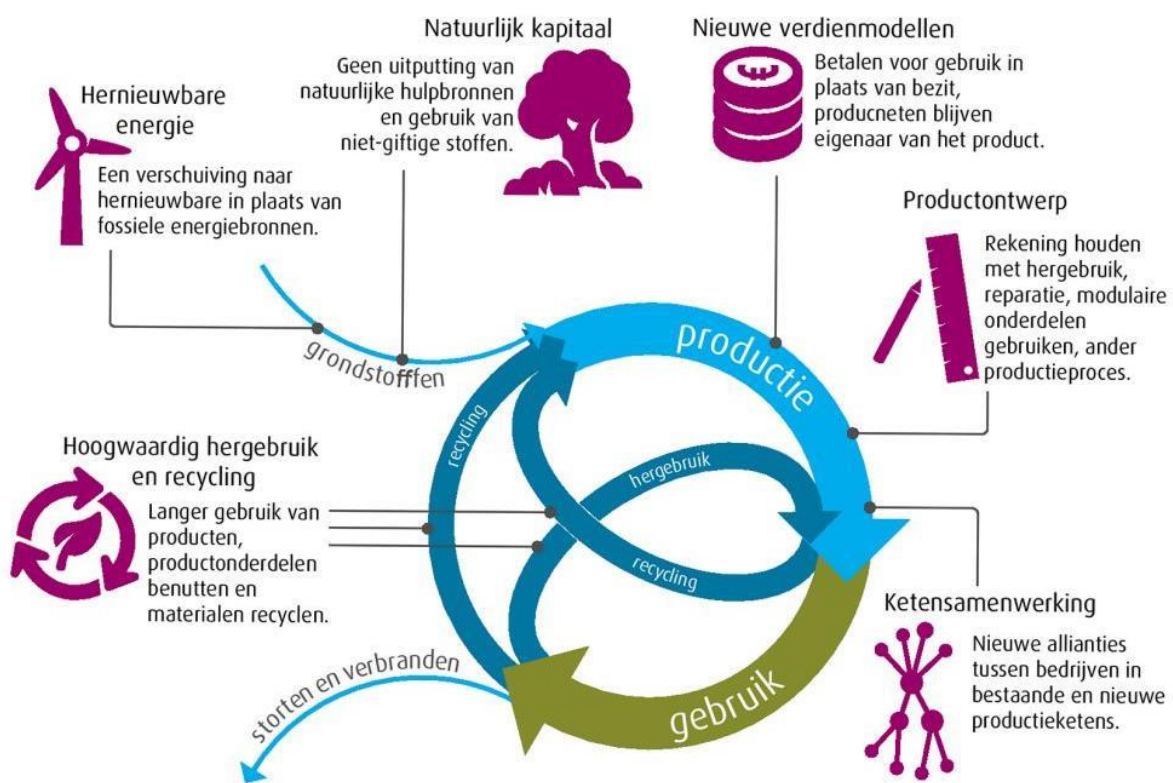 Natuurlijk kapitaal
Geen uitputting van
natuurlijke hulpbronnen
en gebruik van
niet-giftige stoffen.
Nieuwe verdienmodellen
Betalen voor gebruik in
plaats van bezit,
producneten blijven
eigenaar van het product.
Hernieuwbare
energie
Een verschuiving naar
hernieuwbare in plaats van
fossiele energiebronnen.
Productontwerp
Rekening houden
met hergebruik,
reparatie, modulaire
onderdelen
gebruiken, ander
productieproces.
grondstofffen
productie
recycling
hergebruik
recycling
Hoogwaardig hergebruik
en recycling
Langer gebruik van
producten,
productonderdelen
benutten en
materialen recyclen.
Ketensamenwerking
Nieuwe allianties
tussen bedrijven in
bestaande en nieuwe
productieketens.
storten en verbranden
gebruik